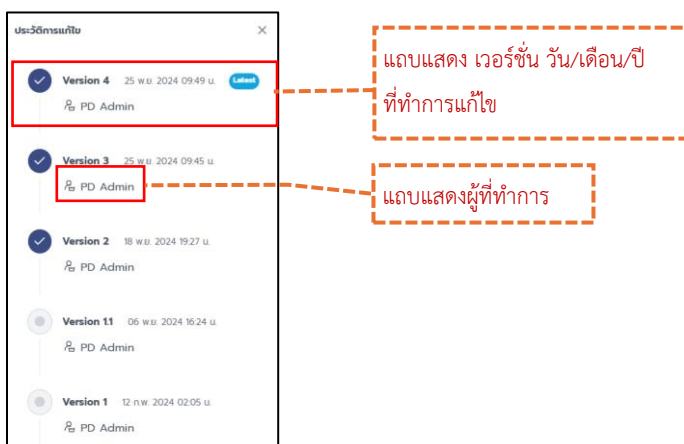 ประวัติการแก้ไข
Version 4 25 พ.ย. 2024 09:49 น. Latest
PD Admin
Version 3 25 พ.ย. 2024 09:45 น.
PD Admin
Version 2 18 พ.ย. 2024 19:27 น.
PD Admin
Version 1.1 06 พ.ย. 2024 16:24 น.
PD Admin
Version 1 12 ก.พ. 2024 02:05 น.
PD Admin
แถบแสดง เวอร์ชั่น วัน/เดือน/ปี
ที่ทำการแก้ไข
แถบแสดงผู้ที่ทำการ